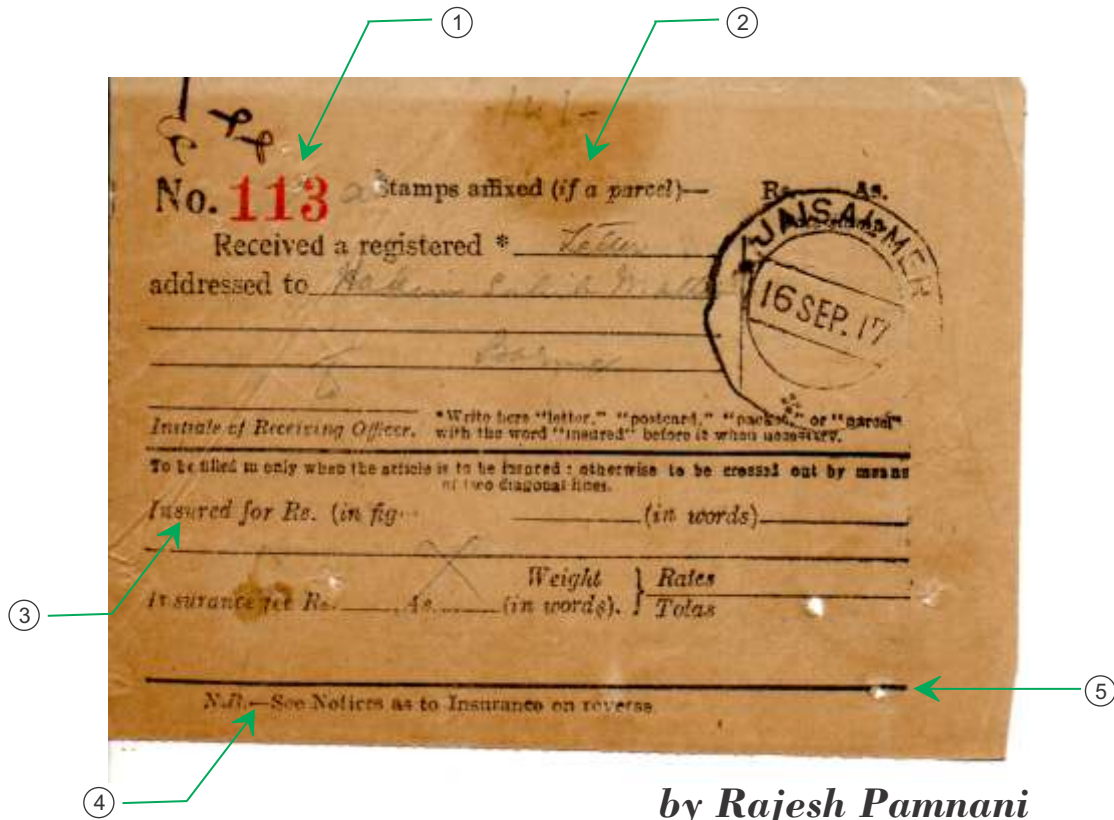 1
2
No. 113 Stamps affixed (if a parcel)— Rs. As.
Received a registered * Letter
addressed to
JAISALMER
16 SEP. 17
Initials of Receiving Officer. *Write here "letter," "postcard," "packet," or "parcel"
with the word "insured" before it when necessary.
To be filled in only when the article is to be insured : otherwise to be crossed out by means
of two diagonal lines.
Insured for Rs. (in fig (in words)
Weight } Rates
Insurance fee Rs. As. (in words). Tolas
3
5
N.B.—See Notices as to Insurance on reverse
4
by Rajesh Pamnani